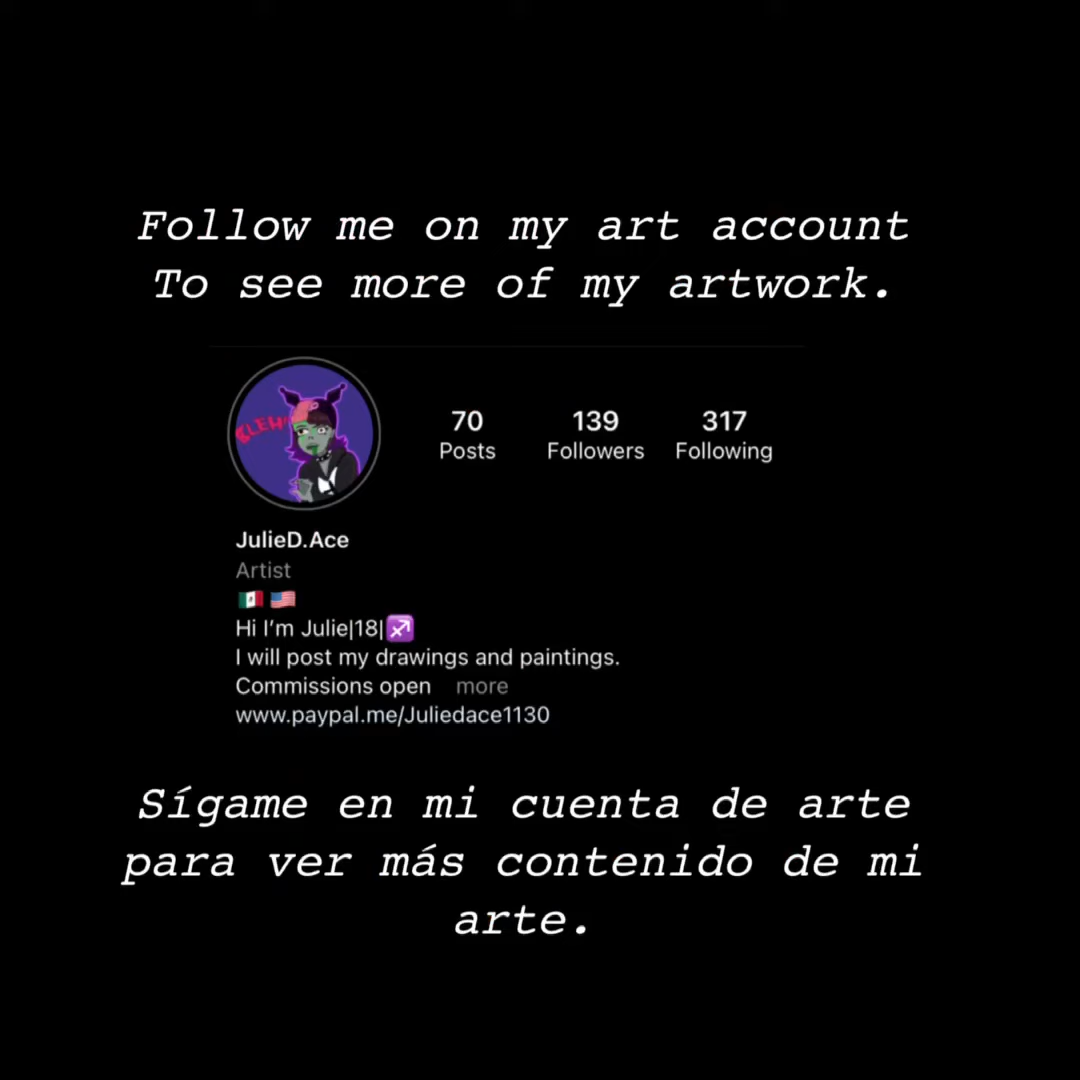 Follow me on my art account
To see more of my artwork.
BLEH!
70 139 317
Posts Followers Following
JulieD.Ace
Artist
🇲🇽 🇺🇸
Hi I’m Julie|18|♐
I will post my drawings and paintings.
Commissions open more
www.paypal.me/Juliedace1130
Sígame en mi cuenta de arte
para ver más contenido de mi
arte.